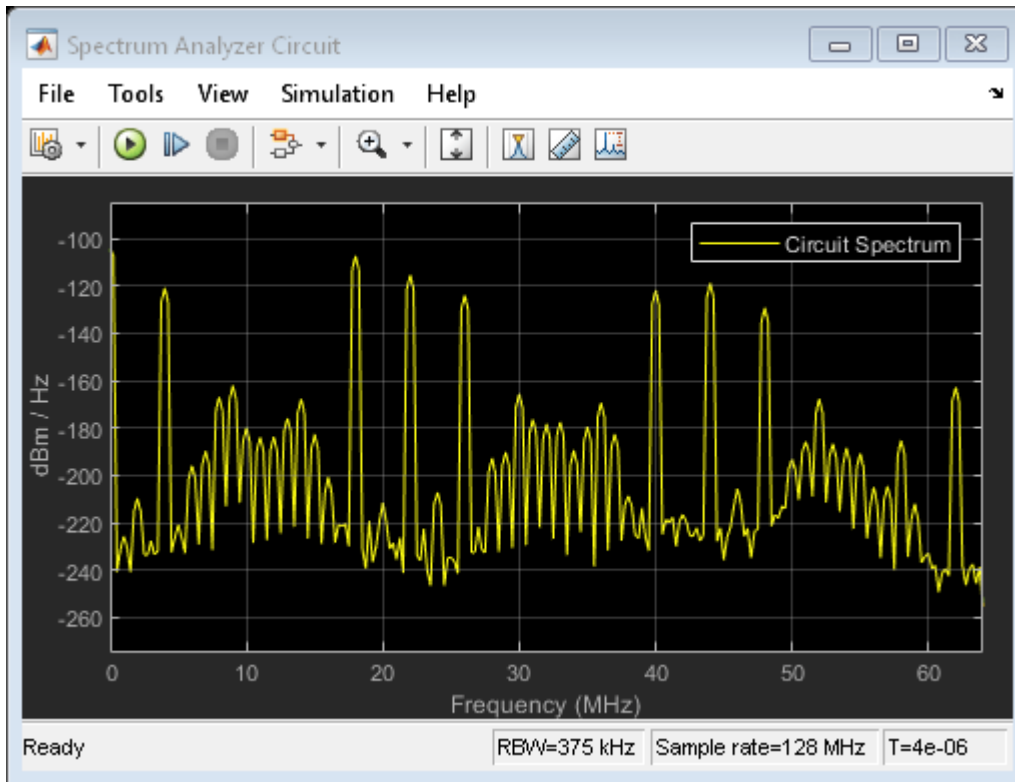 Spectrum Analyzer Circuit
File Tools View Simulation Help
Circuit Spectrum
-100
-120
-140
-160
-180
-200
-220
-240
-260
dBm / Hz
0 10 20 30 40 50 60
Frequency (MHz)
Ready RBW=375 kHz Sample rate=128 MHz T=4e-06